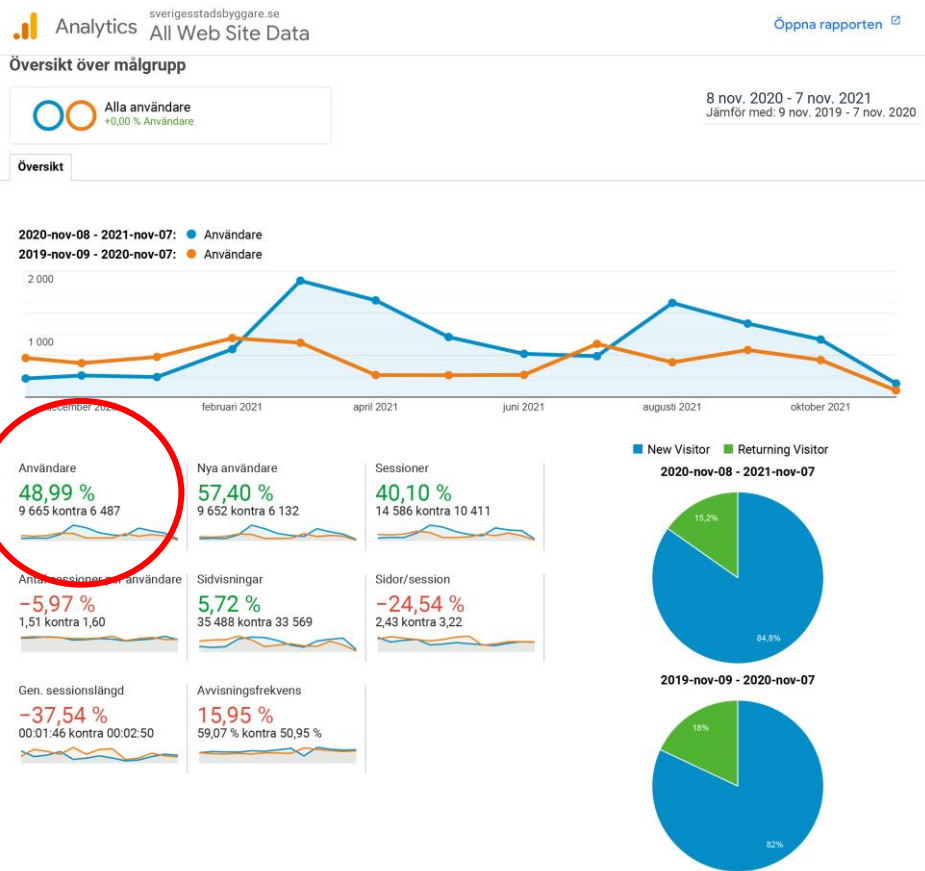 Analytics
sverigesstadsbyggare.se
All Web Site Data
Öppna rapporten
Översikt över målgrupp
Alla användare
+0,00 % Användare
8 nov. 2020 - 7 nov. 2021
Jämför med: 9 nov. 2019 - 7 nov. 2020
Översikt
2020-nov-08 - 2021-nov-07: Användare
2019-nov-09 - 2020-nov-07: Användare
2 000
1 000
februari 2021
april 2021
juni 2021
augusti 2021
oktober 2021
Användare
48,99 %
9 665 kontra 6 487
Nya användare
57,40 %
9 652 kontra 6 132
Sessioner
40,10 %
14 586 kontra 10 411
Antal sessioner per användare
−5,97 %
1,51 kontra 1,60
Sidvisningar
5,72 %
35 488 kontra 33 569
Sidor/session
−24,54 %
2,43 kontra 3,22
Gen. sessionslängd
−37,54 %
00:01:46 kontra 00:02:50
Avvisningsfrekvens
15,95 %
59,07 % kontra 50,95 %
New Visitor Returning Visitor
2020-nov-08 - 2021-nov-07
15,2%
84,8%
2019-nov-09 - 2020-nov-07
18%
82%